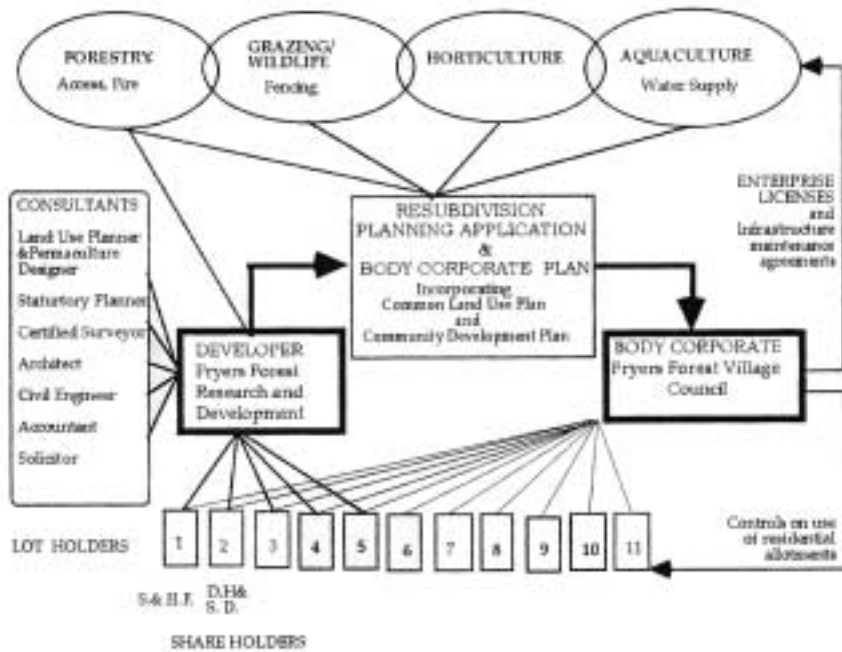 FORESTRY
Access, Fire
GRAZING/
WILDLIFE
Fencing
HORTICULTURE
AQUACULTURE
Water Supply
CONSULTANTS
Land Use Planner
&Permaculture
Designer
Staturtory Planner
Certified Surveyor
Architect
Civil Engineer
Accountant
Solicitor
RESUBDIVISION
PLANNING APPLICATION
&
BODY CORPORATE PLAN
Incorporating
Common Land Use Plan
and
Community Development Plan
ENTERPRISE
LICENSES
and
Infrastructure
maintenance
agreements
DEVELOPER
Fryers Forest
Research and
Development
BODY CORPORATE
Fryers Forest Village
Council
LOT HOLDERS
1 2 3 4 5 6 7 8 9 10 11
Controls on use
of residential
allotments
S.& H.F.
D.H&
S. D.
SHARE HOLDERS